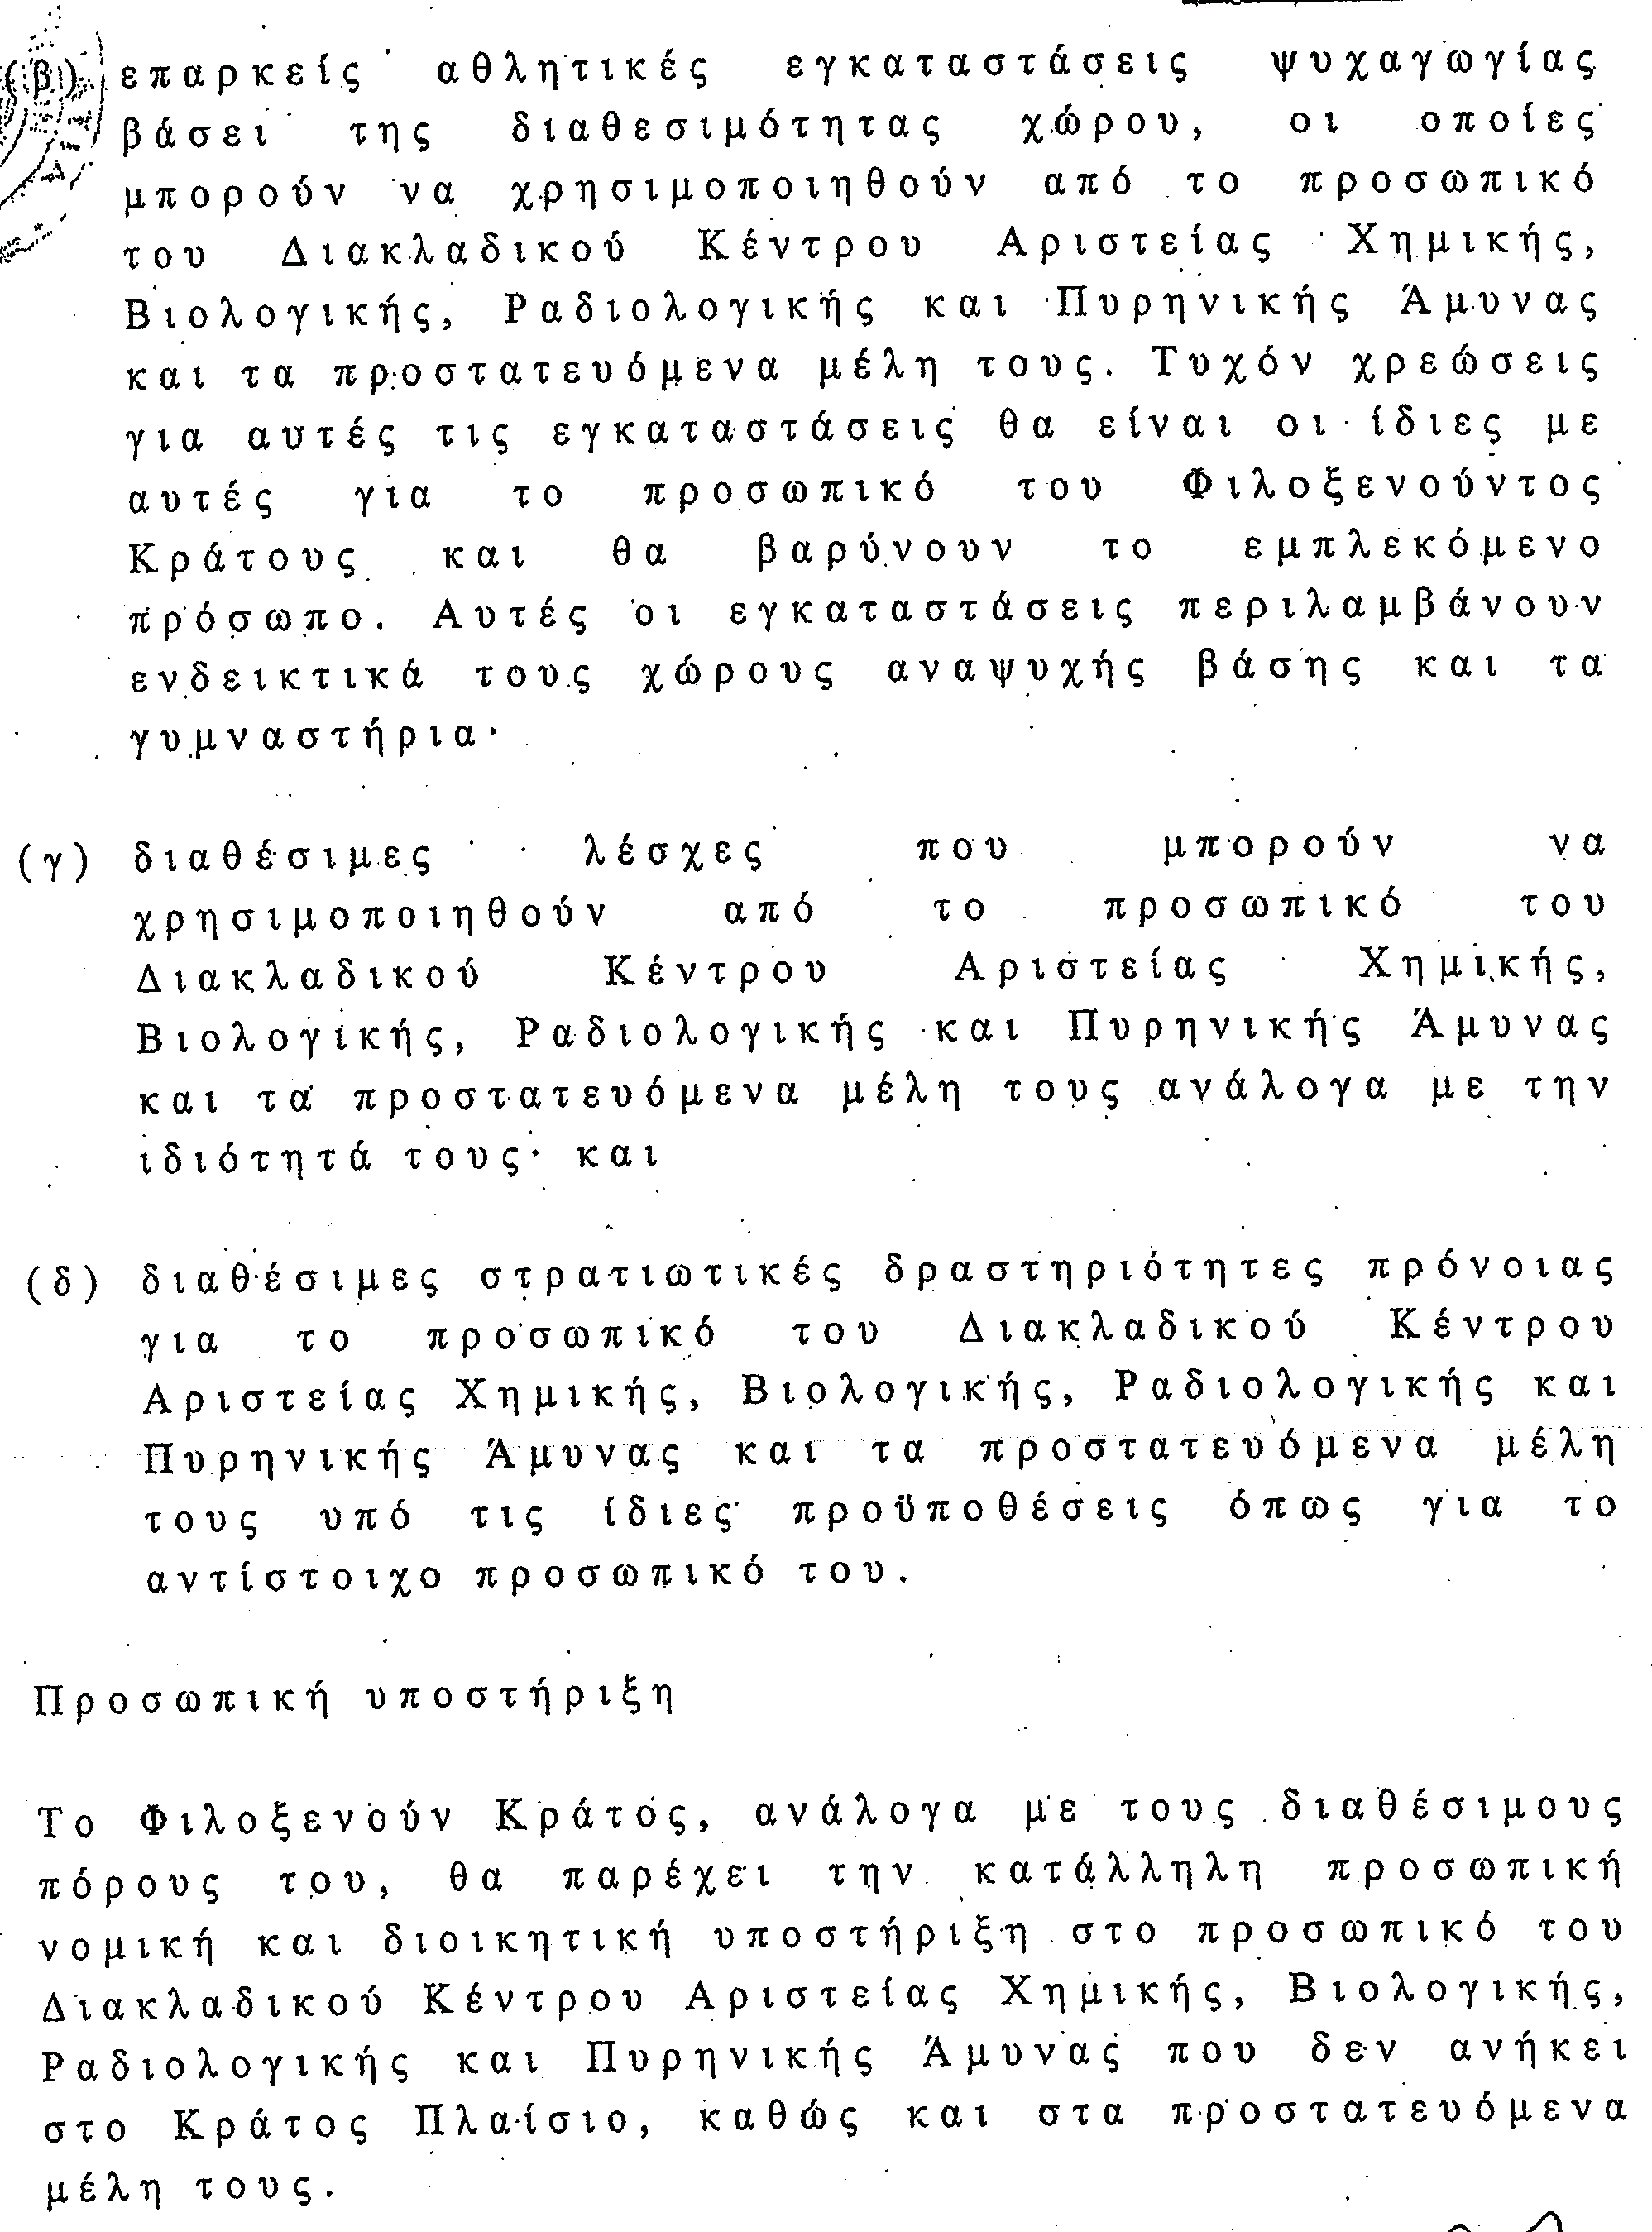 (β) επαρκείς αθλητικές εγκαταστάσεις ψυχαγωγίας
βάσει της διαθεσιμότητας χώρου, οι οποίες
μπορούν να χρησιμοποιηθούν από το προσωπικό
του Διακλαδικού Κέντρου Αριστείας Χημικής,
Βιολογικής, Ραδιολογικής και Πυρηνικής Άμυνας
και τα προστατευόμενα μέλη τους. Τυχόν χρεώσεις
για αυτές τις εγκαταστάσεις θα είναι οι ίδιες με
αυτές για το προσωπικό του Φιλοξενούντος
Κράτους και θα βαρύνουν το εμπλεκόμενο
πρόσωπο. Αυτές οι εγκαταστάσεις περιλαμβάνουν
ενδεικτικά τους χώρους αναψυχής βάσης και τα
γυμναστήρια·
(γ) διαθέσιμες λέσχες που μπορούν να
χρησιμοποιηθούν από το προσωπικό του
Διακλαδικού Κέντρου Αριστείας Χημικής,
Βιολογικής, Ραδιολογικής και Πυρηνικής Άμυνας
και τα προστατευόμενα μέλη τους ανάλογα με την
ιδιότητά τους· και
(δ) διαθέσιμες στρατιωτικές δραστηριότητες πρόνοιας
για το προσωπικό του Διακλαδικού Κέντρου
Αριστείας Χημικής, Βιολογικής, Ραδιολογικής και
Πυρηνικής Άμυνας και τα προστατευόμενα μέλη
τους υπό τις ίδιες προϋποθέσεις όπως για το
αντίστοιχο προσωπικό του.
Προσωπική υποστήριξη
Το Φιλοξενούν Κράτος, ανάλογα με τους διαθέσιμους
πόρους του, θα παρέχει την κατάλληλη προσωπική
νομική και διοικητική υποστήριξη στο προσωπικό του
Διακλαδικού Κέντρου Αριστείας Χημικής, Βιολογικής,
Ραδιολογικής και Πυρηνικής Άμυνας που δεν ανήκει
στο Κράτος Πλαίσιο, καθώς και στα προστατευόμενα
μέλη τους.